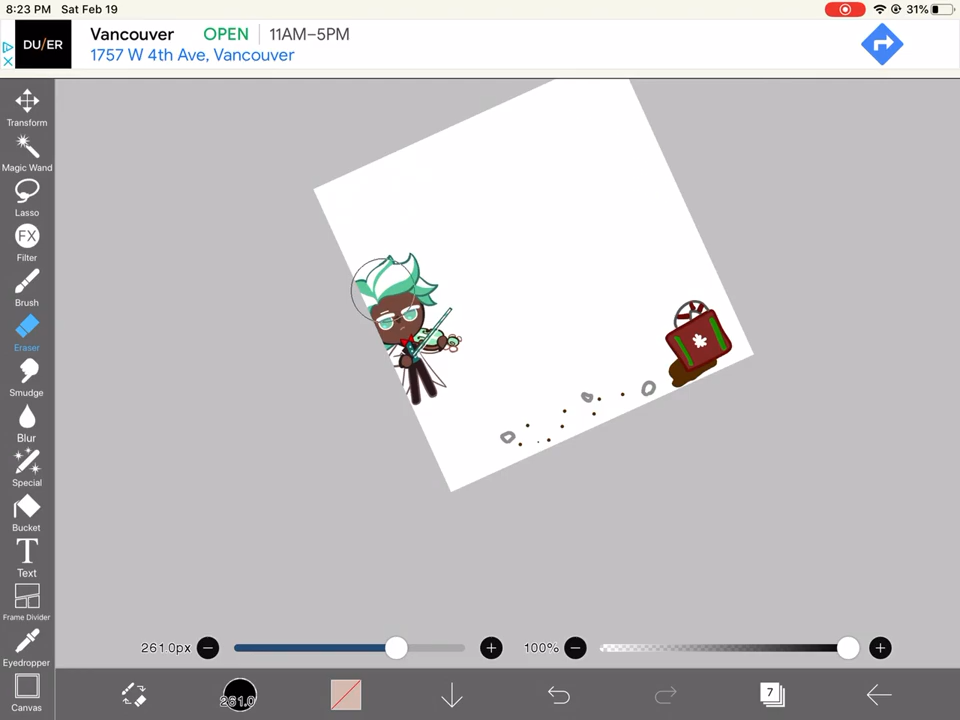 8:23 PM Sat Feb 19
31%
DU/ER
Vancouver OPEN 11AM–5PM
1757 W 4th Ave, Vancouver
Transform
Magic Wand
Lasso
FX
Filter
Brush
Eraser
Smudge
Blur
Special
Bucket
T
Text
Frame Divider
Eyedropper
Canvas
261.0px
100%
261.0
7